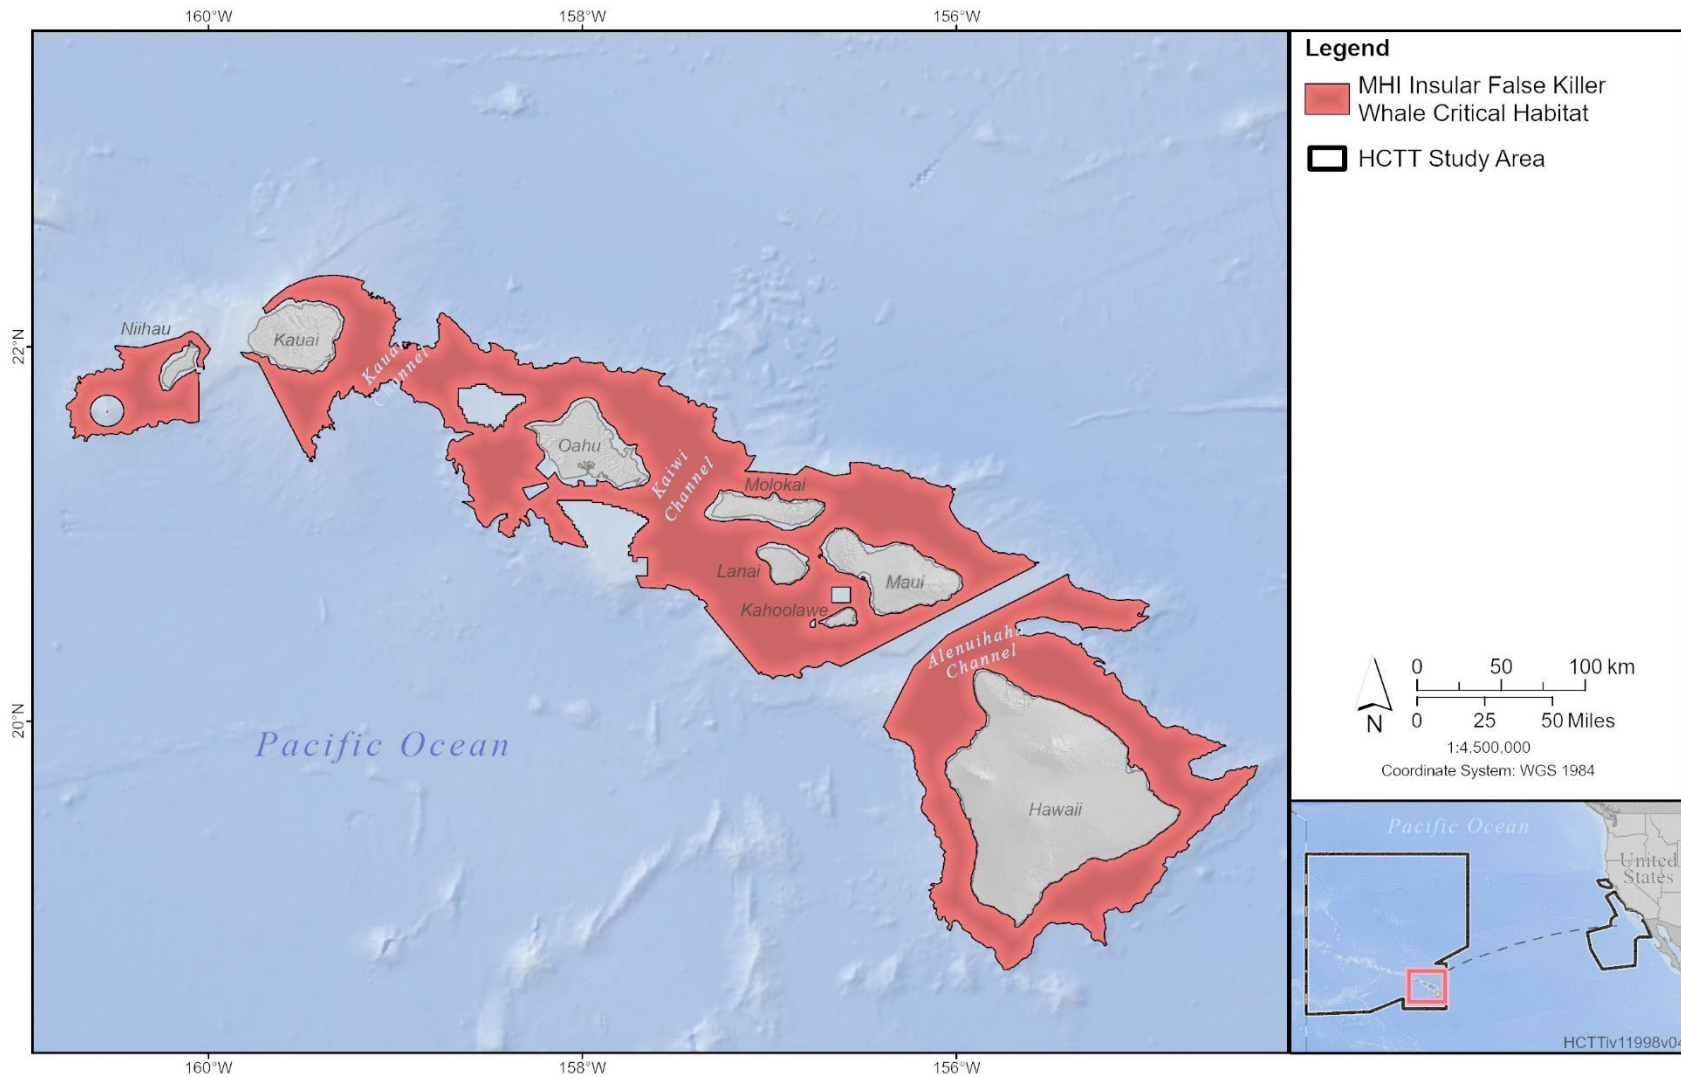 160°W
158°W
156°W
22°N
20°N
Niihau
Kauai
Kauai
Channel
Oahu
Kaiwi
Channel
Molokai
Lanai
Maui
Kahoolawe
Alenuihaha
Channel
Hawaii
Pacific Ocean
160°W
158°W
156°W
Legend
MHI Insular False Killer
Whale Critical Habitat
HCTT Study Area
N
0 50 100 km
0 25 50 Miles
1:4,500,000
Coordinate System: WGS 1984
Pacific Ocean
United
States
HCTTiv11998v04